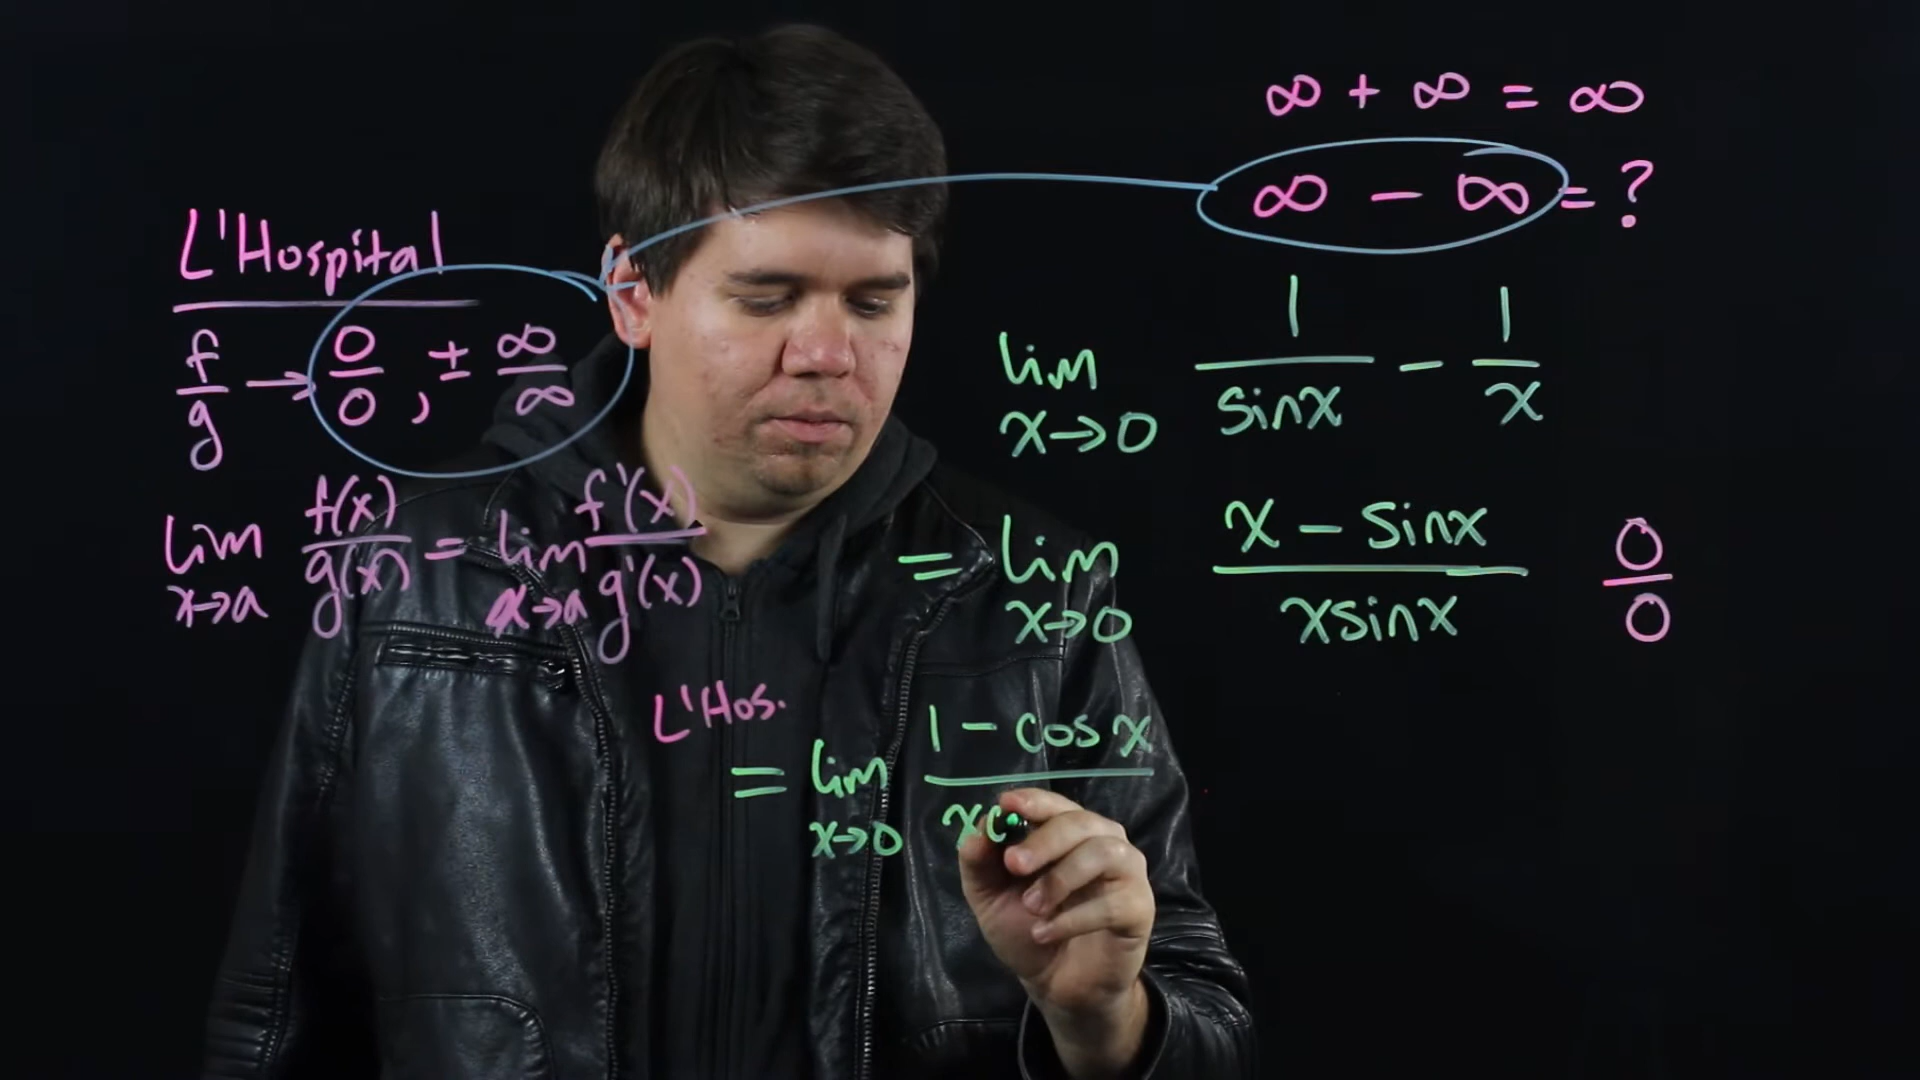 ∞ + ∞ = ∞
∞ − ∞ = ?
L'Hospital
f/g → 0/0, ± ∞/∞
lim x→a f(x)/g(x) = lim x→a f'(x)/g'(x)
lim x→0 1/sinx − 1/x
= lim x→0 x − sinx/xsinx 0/0
L'Hos.
= lim x→0 1 − cosx/xc